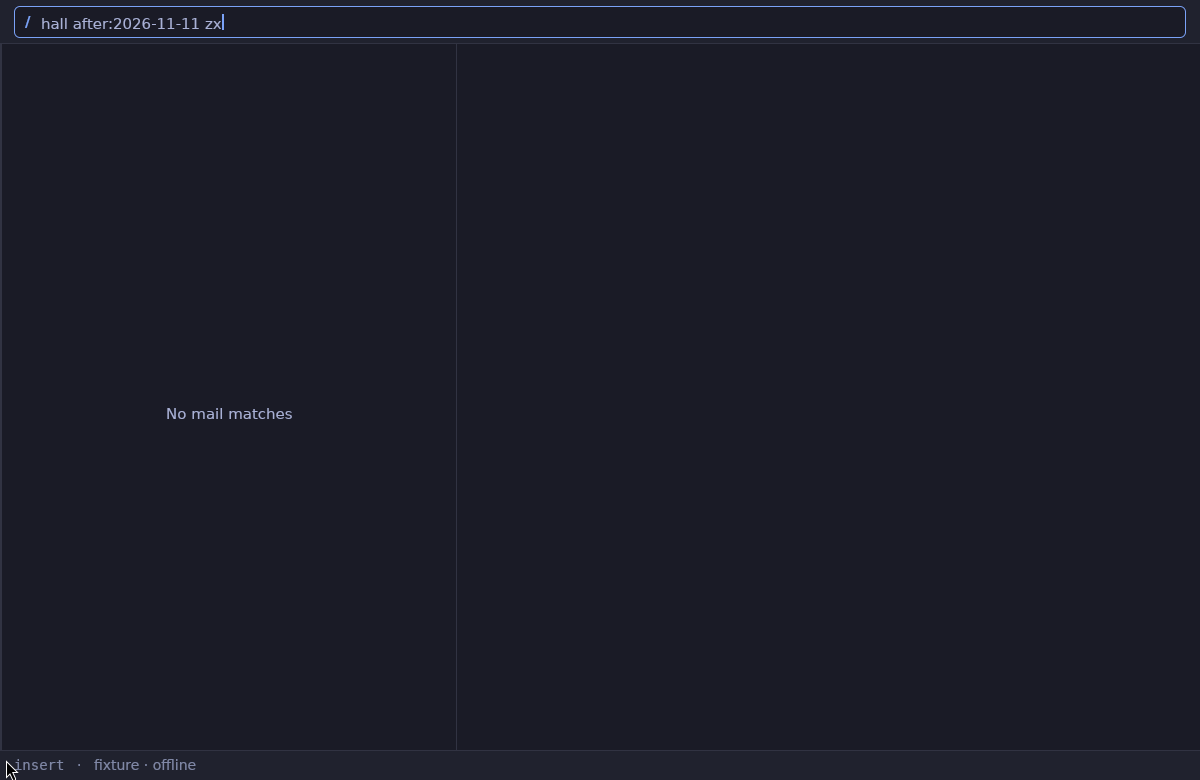 / hall after:2026-11-11 zx
No mail matches
insert · fixture · offline